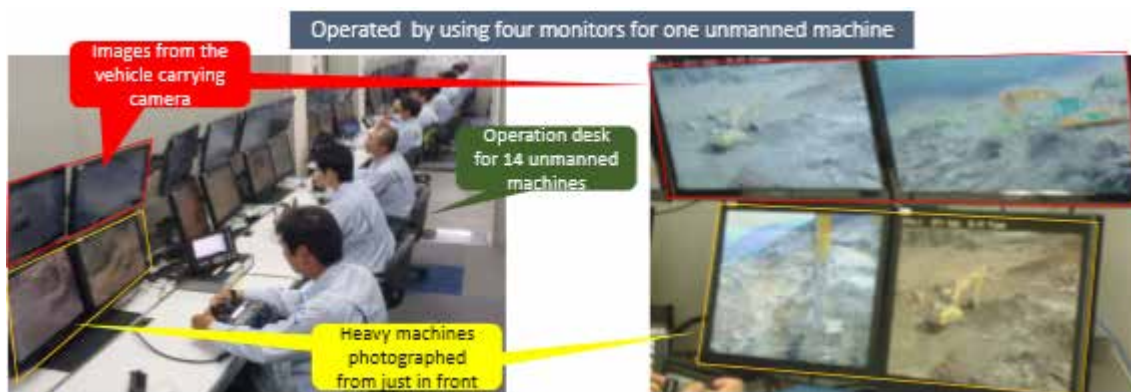 Operated by using four monitors for one unmanned machine
Images from the
vehicle carrying
camera
Operation desk
for 14 unmanned
machines
Heavy machines
photographed
from just in front